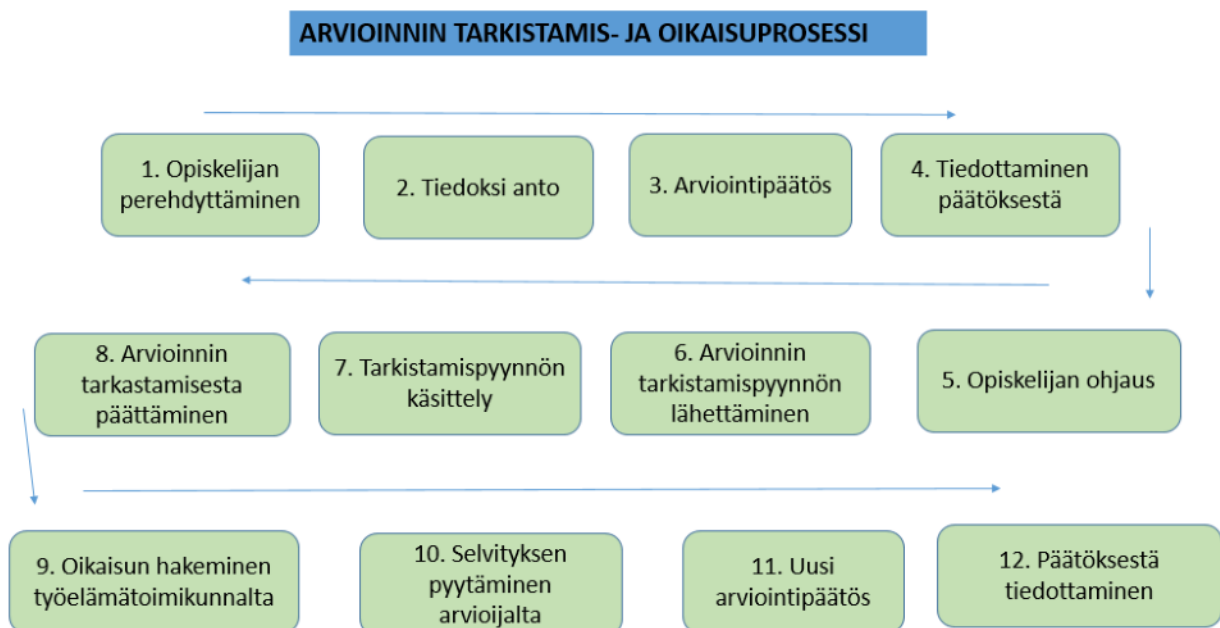 ARVIOINNIN TARKISTAMIS- JA OIKAISUPROSESSI
1. Opiskelijan
perehdyttäminen
2. Tiedoksi anto
3. Arviointipäätös
4. Tiedottaminen
päätöksestä
5. Opiskelijan ohjaus
6. Arvioinnin
tarkistamispyynnön
lähettäminen
7. Tarkistamispyynnön
käsittely
8. Arvioinnin
tarkastamisesta
päättäminen
9. Oikaisun hakeminen
työelämätoimikunnalta
10. Selvityksen
pyytäminen
arvioijalta
11. Uusi
arviointipäätös
12. Päätöksestä
tiedottaminen